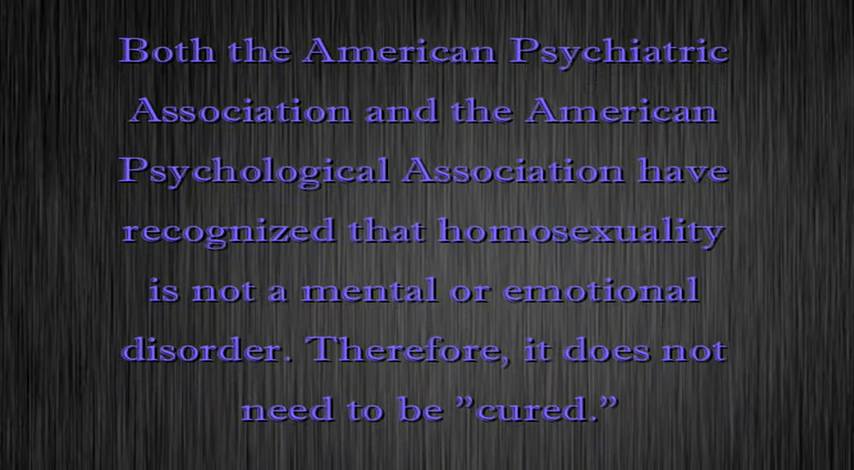 Both the American Psychiatric
Association and the American
Psychological Association have
recognized that homosexuality
is not a mental or emotional
disorder. Therefore, it does not
need to be ”cured.”